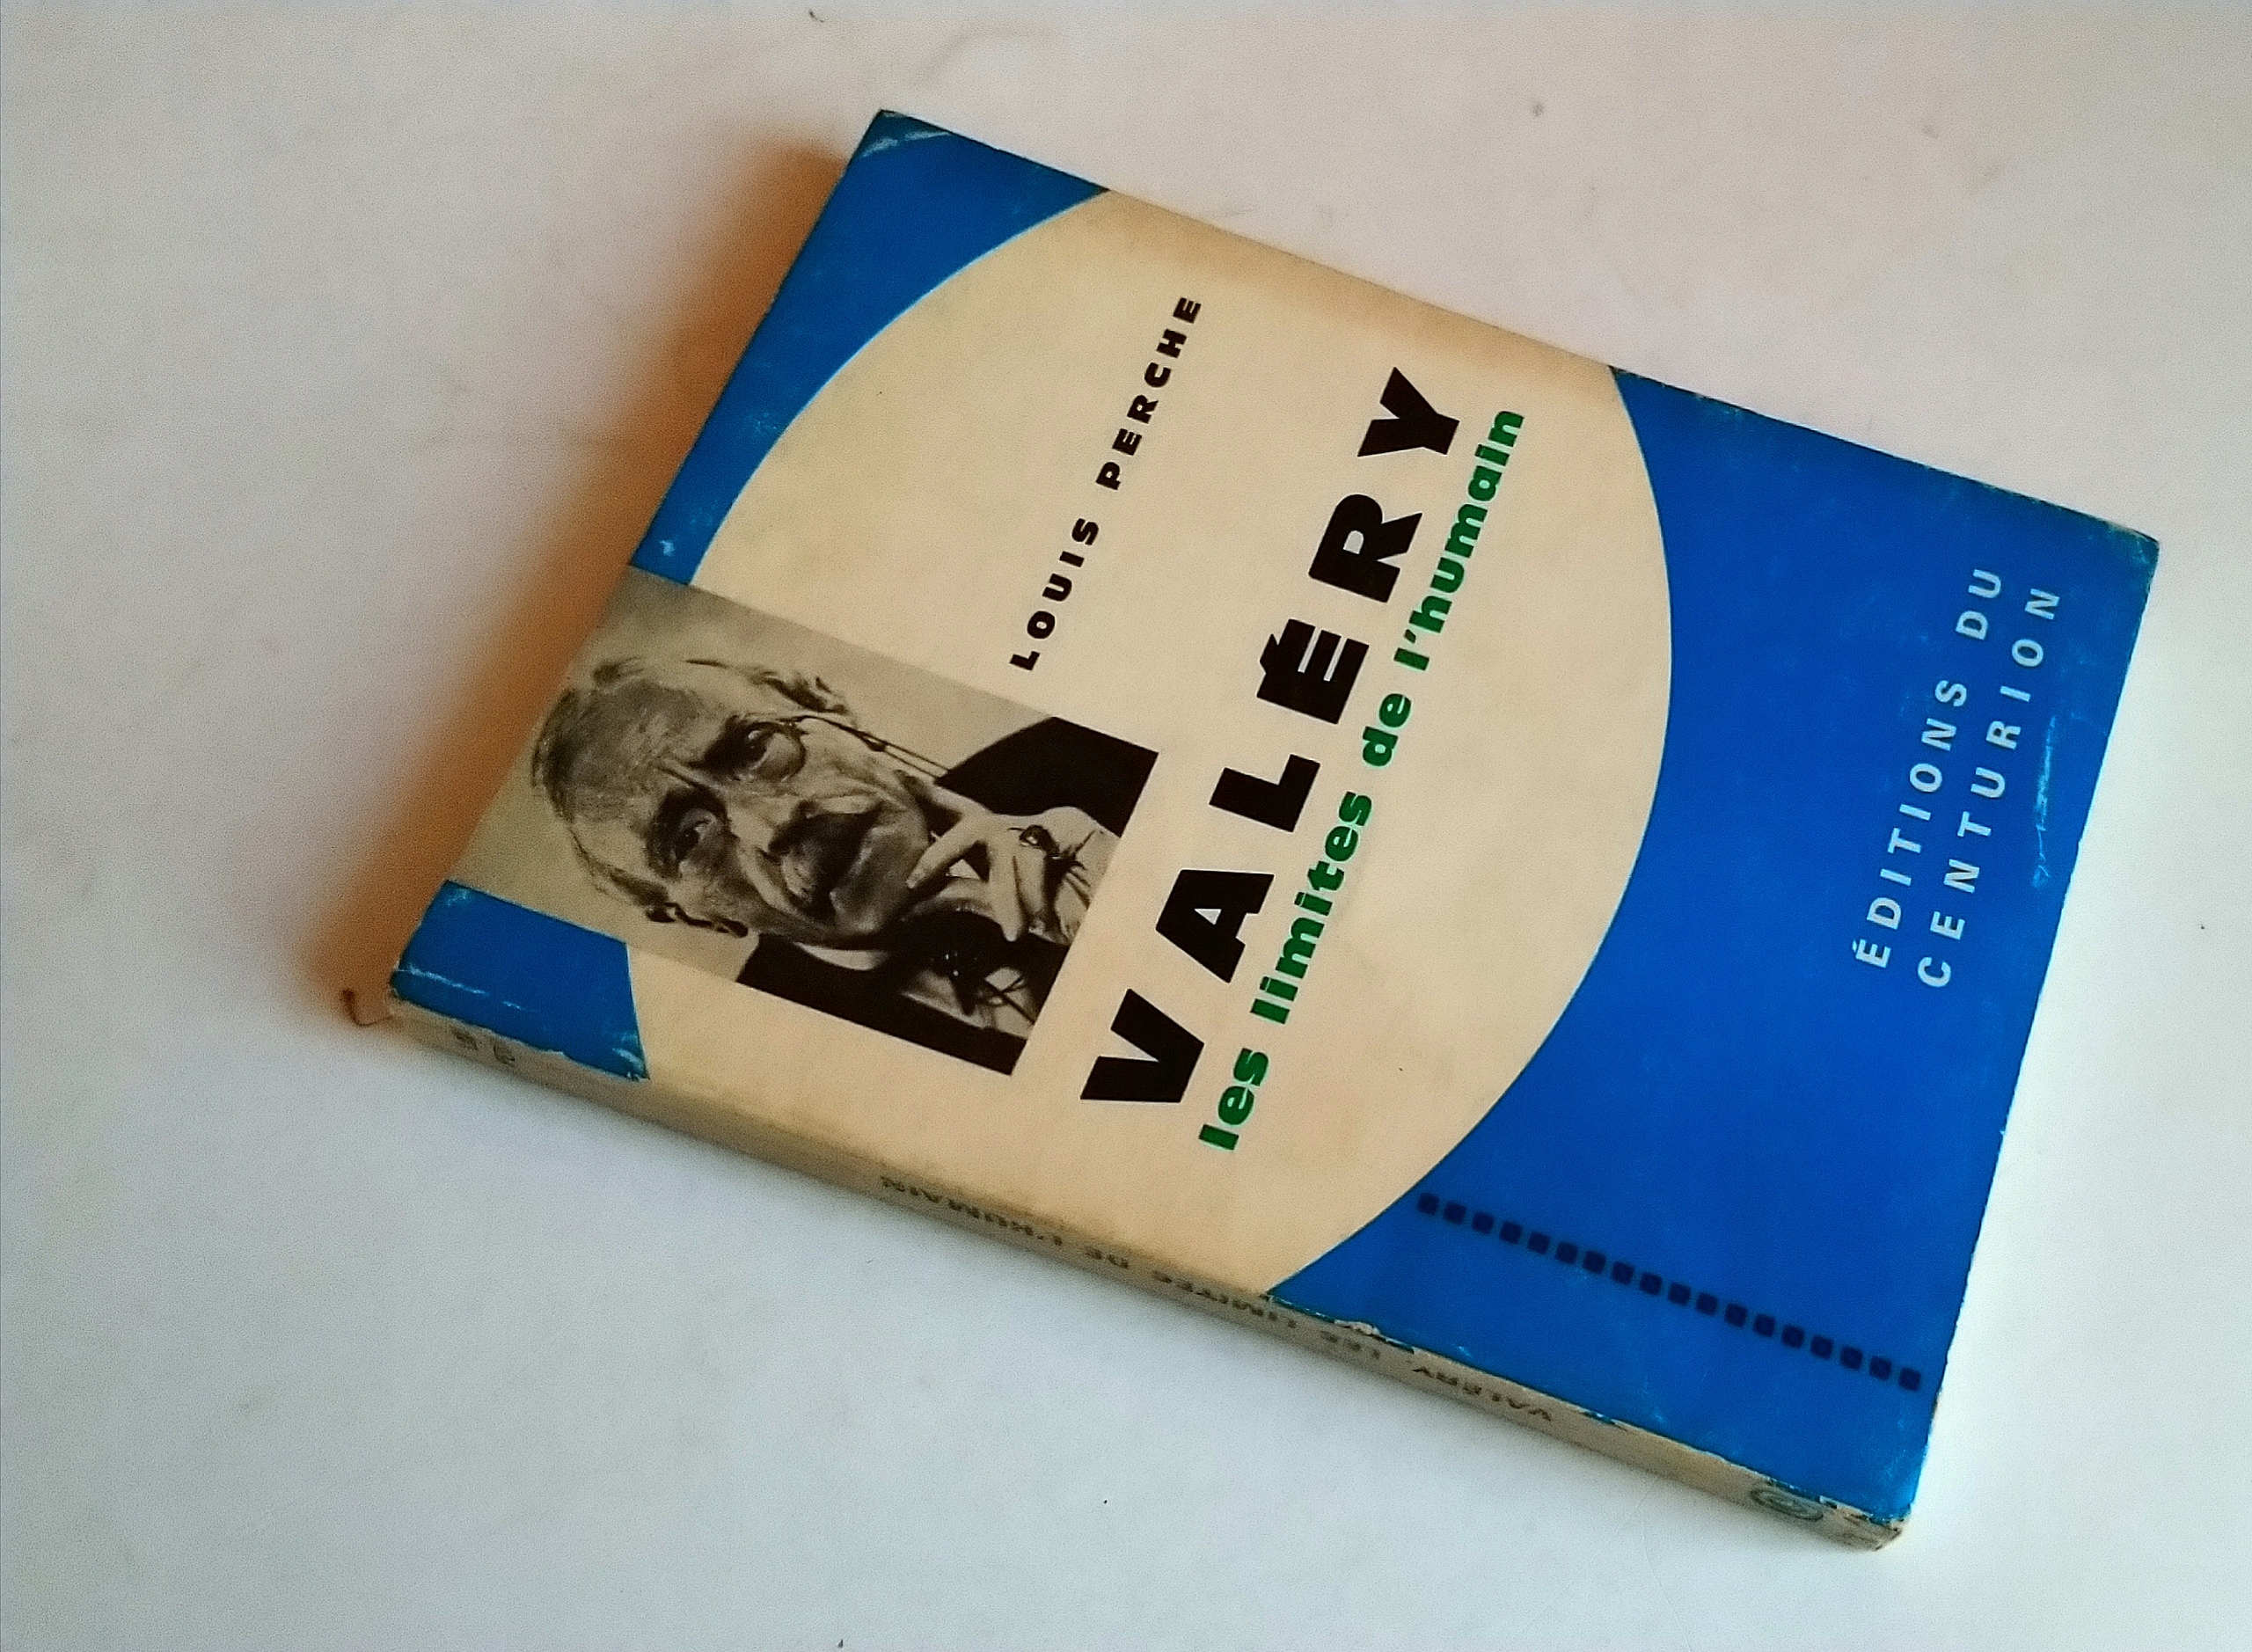 LOUIS PERCHE
VALÉRY
les limites de l'humain
ÉDITIONS DU
CENTURION
VALÉRY. LES LIMITES DE L'HUMAIN